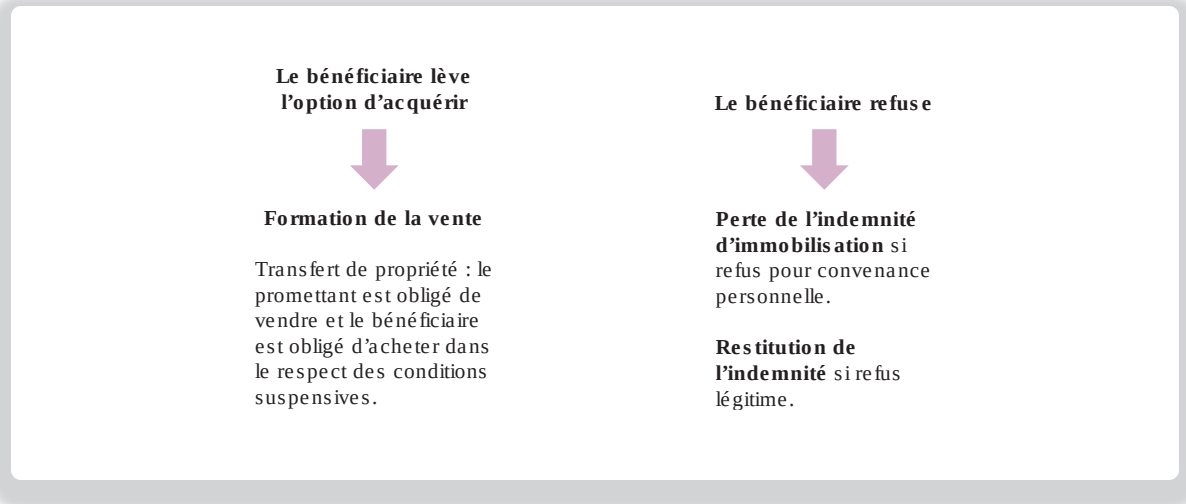 Le bénéficiaire lève
l’option d’acquérir
Formation de la vente
Transfert de propriété : le
promettant est obligé de
vendre et le bénéficiaire
est obligé d’acheter dans
le respect des conditions
suspensives.
Le bénéficiaire refuse
Perte de l’indemnité
d’immobilisation si
refus pour convenance
personnelle.
Restitution de
l’indemnité si refus
légitime.